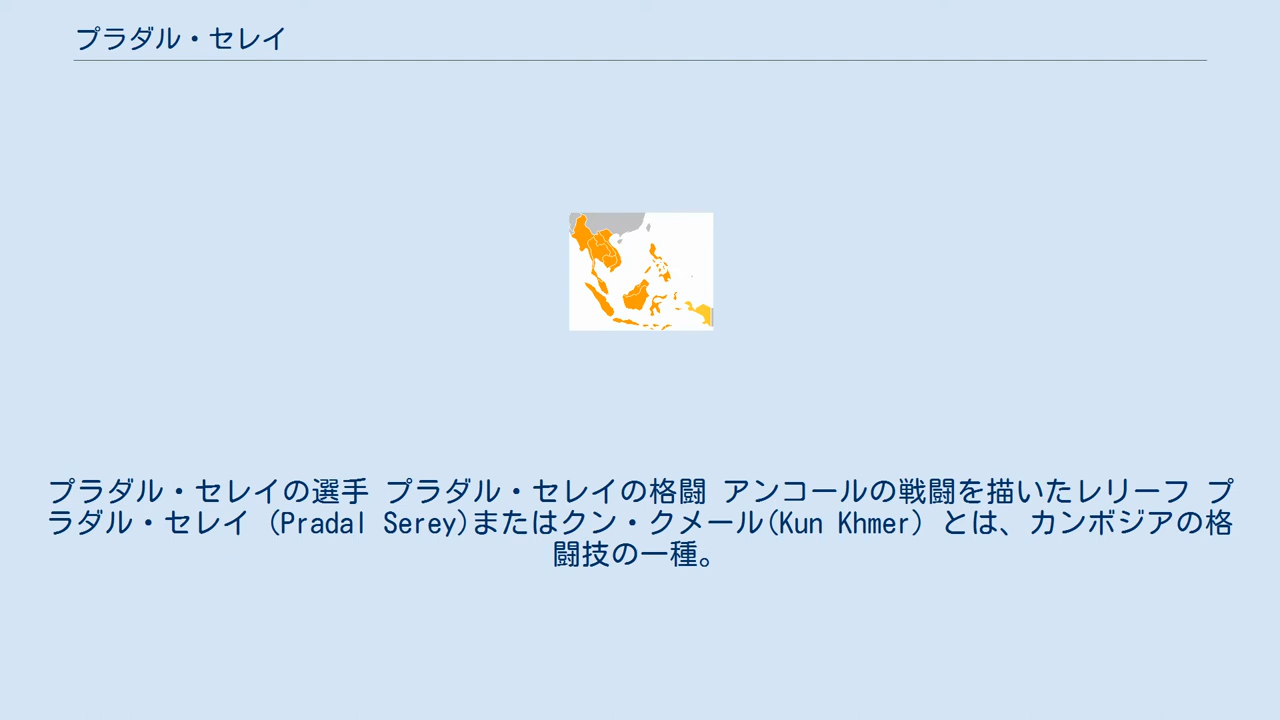 プラダル・セレイ
プラダル・セレイの選手 プラダル・セレイの格闘 アンコールの戦闘を描いたレリーフ プ
ラダル・セレイ (Pradal Serey)またはクン・クメール(Kun Khmer) とは、カンボジアの格
闘技の一種。